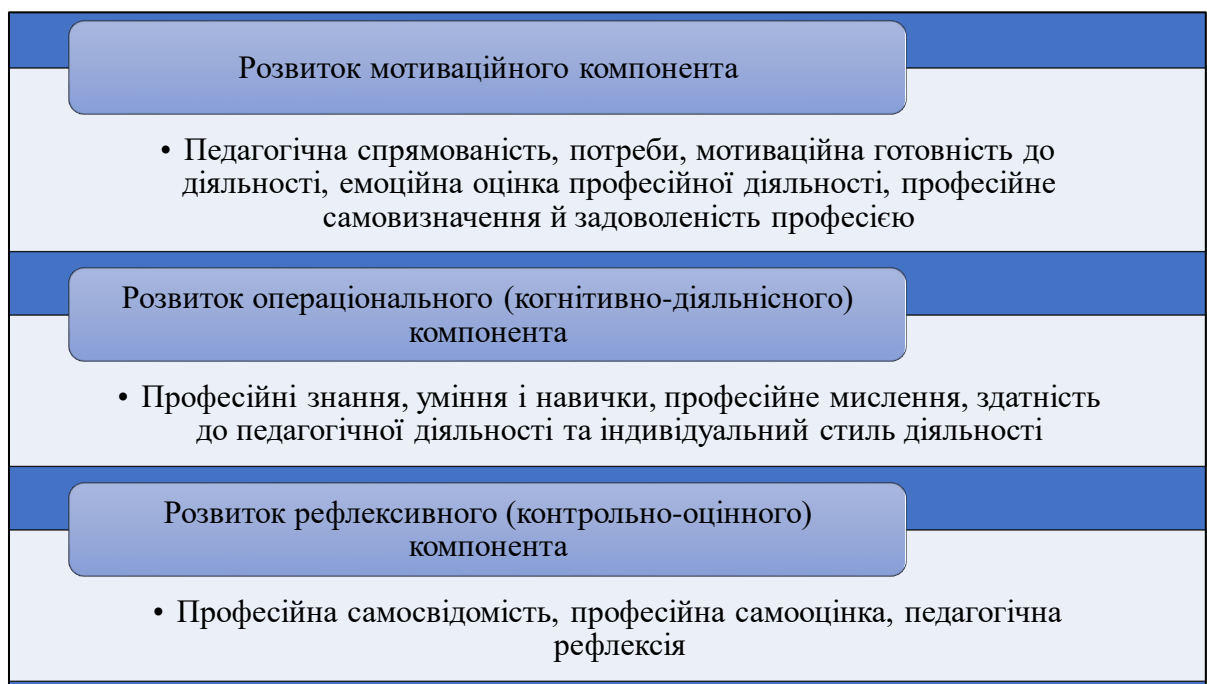 Розвиток мотиваційного компонента
• Педагогічна спрямованість, потреби, мотиваційна готовність до
діяльності, емоційна оцінка професійної діяльності, професійне
самовизначення й задоволеність професією
Розвиток операціонального (когнітивно-діяльнісного)
компонента
• Професійні знання, уміння і навички, професійне мислення, здатність
до педагогічної діяльності та індивідуальний стиль діяльності
Розвиток рефлексивного (контрольно-оцінного)
компонента
• Професійна самосвідомість, професійна самооцінка, педагогічна
рефлексія